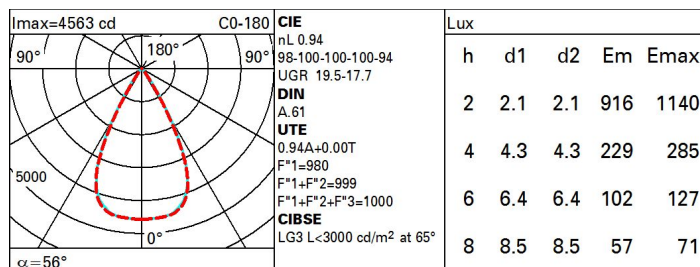 Imax=4563 cd C0-180
90° 180° 90°
5000
0°
α=56°
CIE
nL 0.94
98-100-100-100-94
UGR 19.5-17.7
DIN
A.61
UTE
0.94A+0.00T
F"1=980
F"1+F"2=999
F"1+F"2+F"3=1000
CIBSE
LG3 L<3000 cd/m² at 65°
Lux
h d1 d2 Em Emax
2 2.1 2.1 916 1140
4 4.3 4.3 229 285
6 6.4 6.4 102 127
8 8.5 8.5 57 71